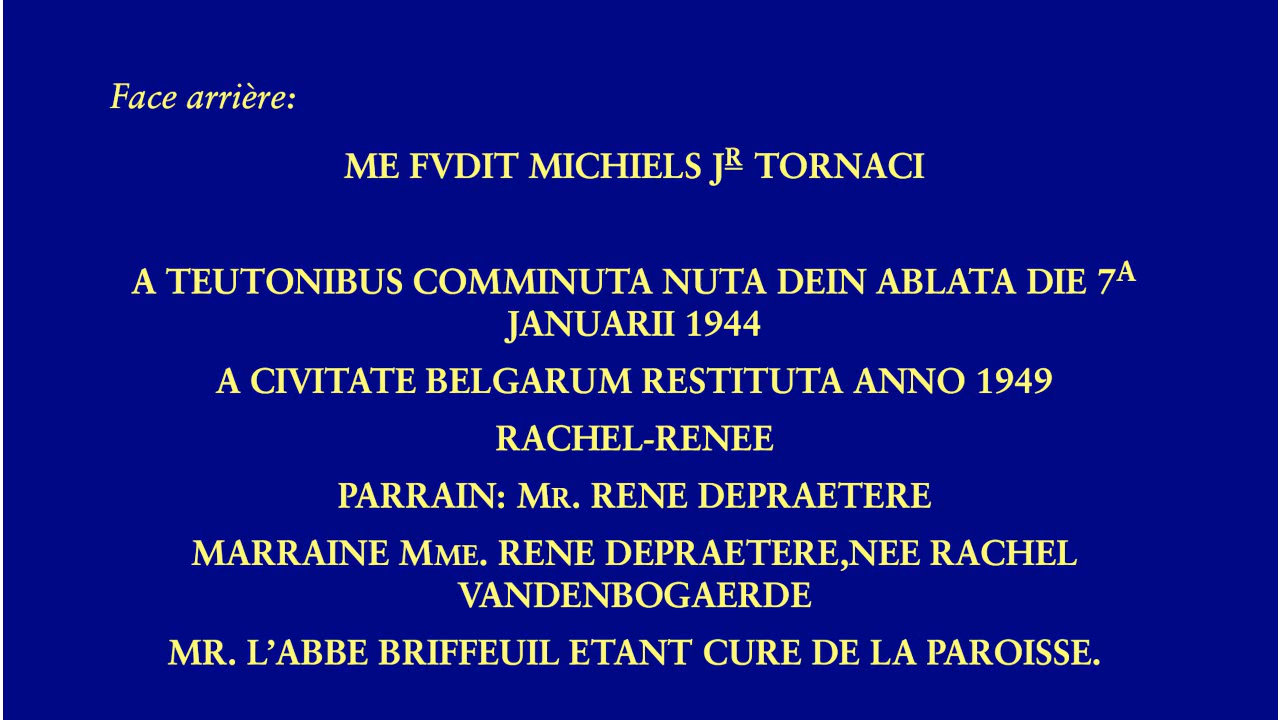 Face arrière:
ME FVDIT MICHIELS JR TORNACI
A TEUTONIBUS COMMINUTA NUTA DEIN ABLATA DIE 7A
JANUARII 1944
A CIVITATE BELGARUM RESTITUTA ANNO 1949
RACHEL-RENEE
PARRAIN: MR. RENE DEPRAETERE
MARRAINE MME. RENE DEPRAETERE,NEE RACHEL
VANDENBOGAERDE
MR. L’ABBE BRIFFEUIL ETANT CURE DE LA PAROISSE.